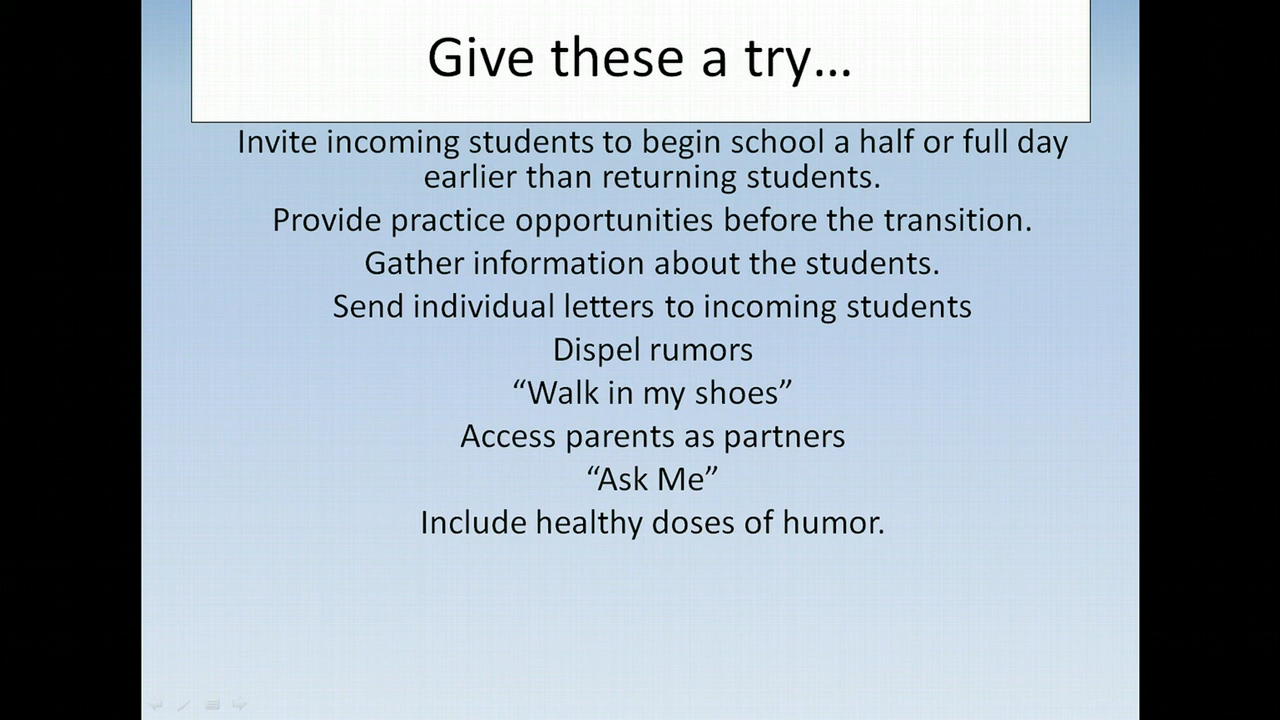 Give these a try…
Invite incoming students to begin school a half or full day
earlier than returning students.
Provide practice opportunities before the transition.
Gather information about the students.
Send individual letters to incoming students
Dispel rumors
“Walk in my shoes”
Access parents as partners
“Ask Me”
Include healthy doses of humor.